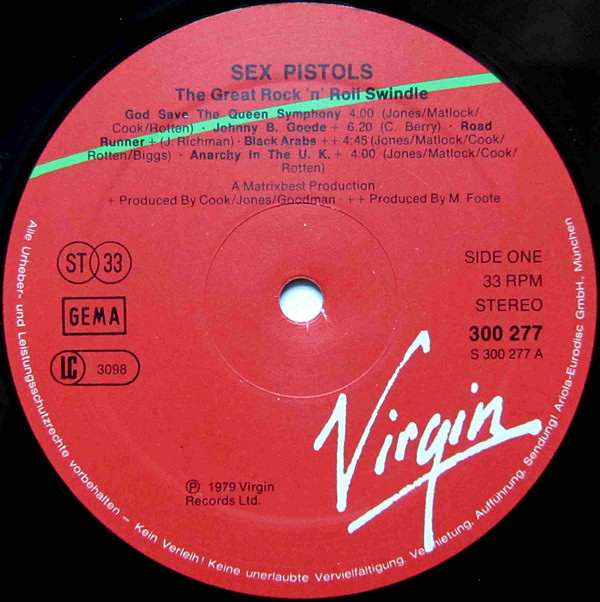 SEX PISTOLS
The Great Rock 'n' Roll Swindle
God Save The Queen Symphony 4:00 (Jones/Matlock/
Cook/Rotten) · Johnny B. Goode + 6:20 (C. Berry) · Road
Runner + (J. Richman) · Black Arabs + + 4:45 (Jones/Matlock/Cook/
Rotten/Biggs) · Anarchy In The U. K. + 4:00 (Jones/Matlock/Cook/
Rotten)
A Matrixbest Production
+ Produced By Cook/Jones/Goodman · + + Produced By M. Foote
ST 33
GEMA
LC 3098
SIDE ONE
33 RPM
STEREO
300 277
S 300 277 A
Virgin
Ⓟ 1979 Virgin
Records Ltd.
Alle Urheber- und Leistungsschutzrechte vorbehalten – Kein Verleih! Keine unerlaubte Vervielfältigung, Vermietung, Aufführung, Sendung! Ariola-Eurodisc GmbH, München